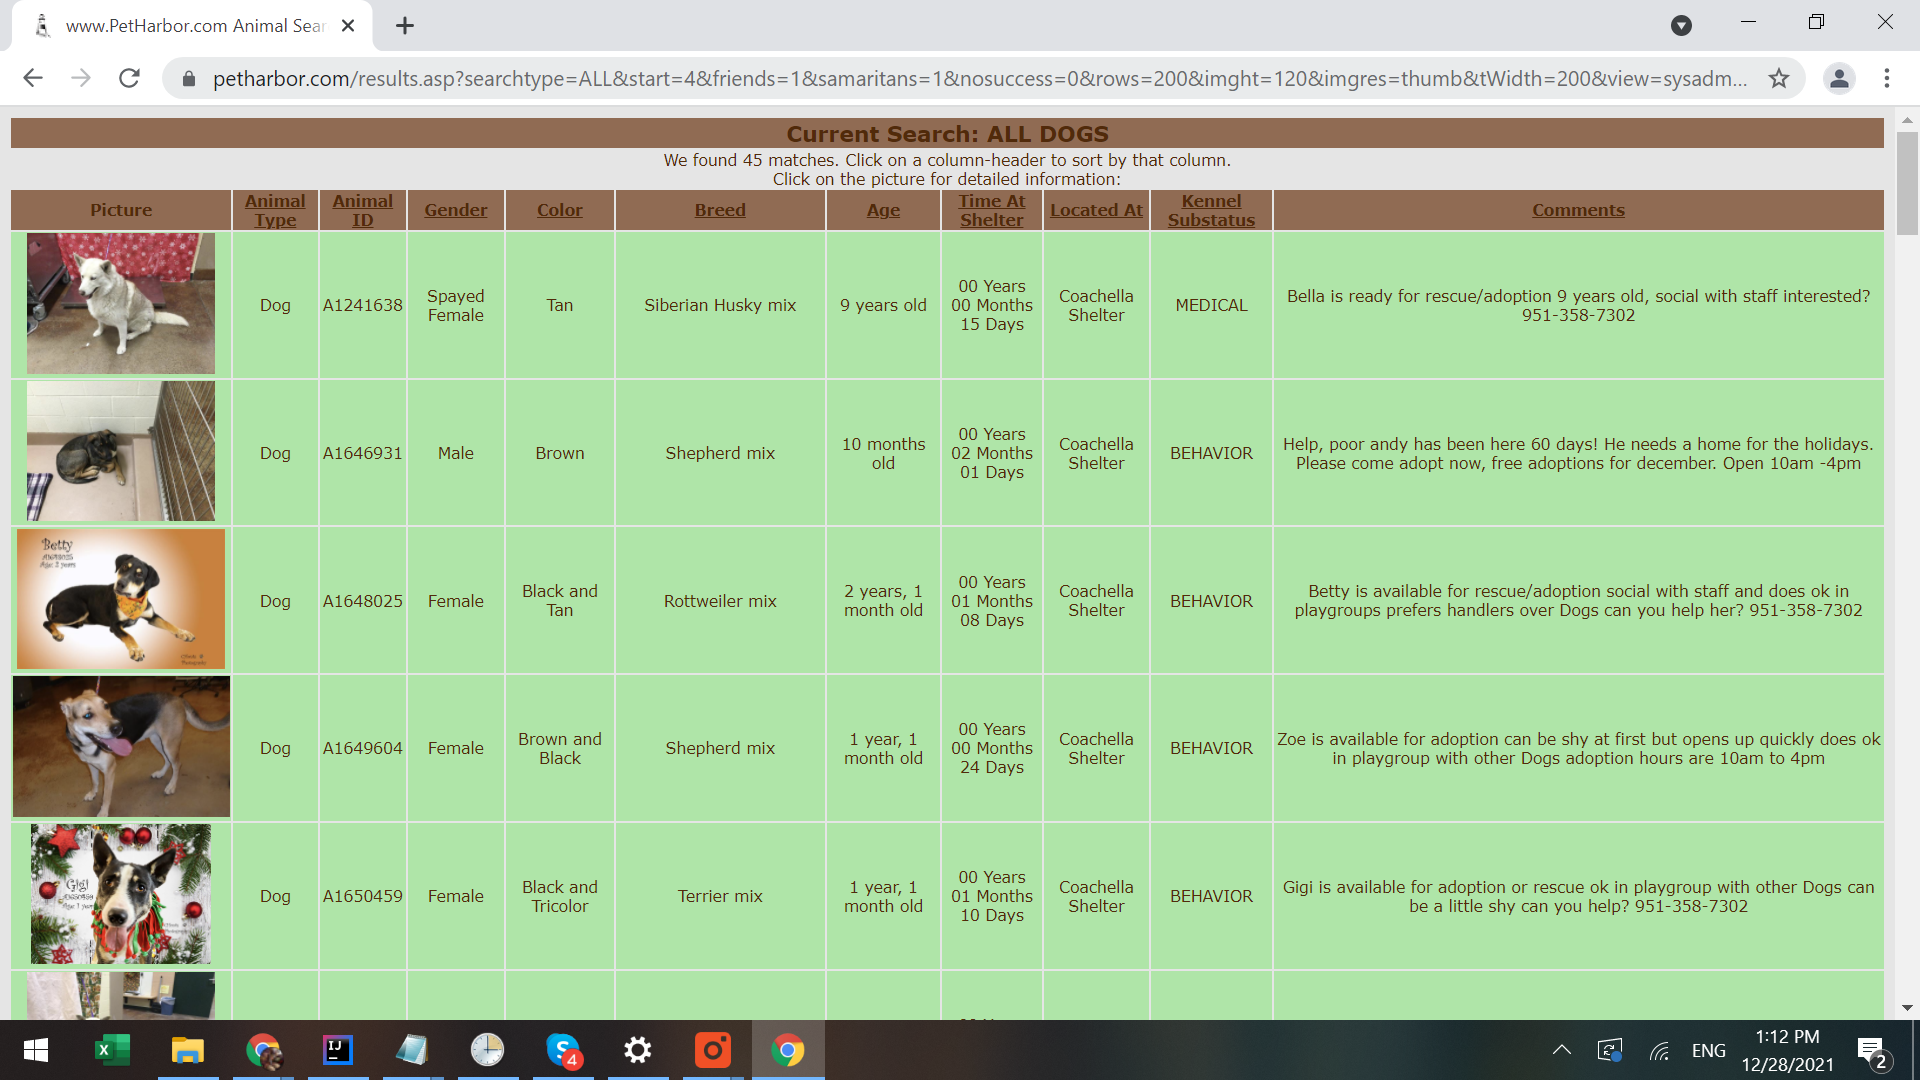 www.PetHarbor.com Animal Sear
petharbor.com/results.asp?searchtype=ALL&start=4&friends=1&samaritans=1&nosuccess=0&rows=200&imght=120&imgres=thumb&tWidth=200&view=sysadm...
Current Search: ALL DOGS
We found 45 matches. Click on a column-header to sort by that column.
Click on the picture for detailed information:
Picture
Animal
Type
Animal
ID
Gender
Color
Breed
Age
Time At
Shelter
Located At
Kennel
Substatus
Comments
Dog
A1241638
Spayed
Female
Tan
Siberian Husky mix
9 years old
00 Years
00 Months
15 Days
Coachella
Shelter
MEDICAL
Bella is ready for rescue/adoption 9 years old, social with staff interested?
951-358-7302
Dog
A1646931
Male
Brown
Shepherd mix
10 months
old
00 Years
02 Months
01 Days
Coachella
Shelter
BEHAVIOR
Help, poor andy has been here 60 days! He needs a home for the holidays.
Please come adopt now, free adoptions for december. Open 10am -4pm
Betty
A1648025
Age: 2 years
Dog
A1648025
Female
Black and
Tan
Rottweiler mix
2 years, 1
month old
00 Years
01 Months
08 Days
Coachella
Shelter
BEHAVIOR
Betty is available for rescue/adoption social with staff and does ok in
playgroups prefers handlers over Dogs can you help her? 951-358-7302
Dog
A1649604
Female
Brown and
Black
Shepherd mix
1 year, 1
month old
00 Years
00 Months
24 Days
Coachella
Shelter
BEHAVIOR
Zoe is available for adoption can be shy at first but opens up quickly does ok
in playgroup with other Dogs adoption hours are 10am to 4pm
Gigi
A1650459
Age: 1 year
Dog
A1650459
Female
Black and
Tricolor
Terrier mix
1 year, 1
month old
00 Years
01 Months
10 Days
Coachella
Shelter
BEHAVIOR
Gigi is available for adoption or rescue ok in playgroup with other Dogs can
be a little shy can you help? 951-358-7302
X
IJ
S
4
ENG
1:12 PM
12/28/2021
2